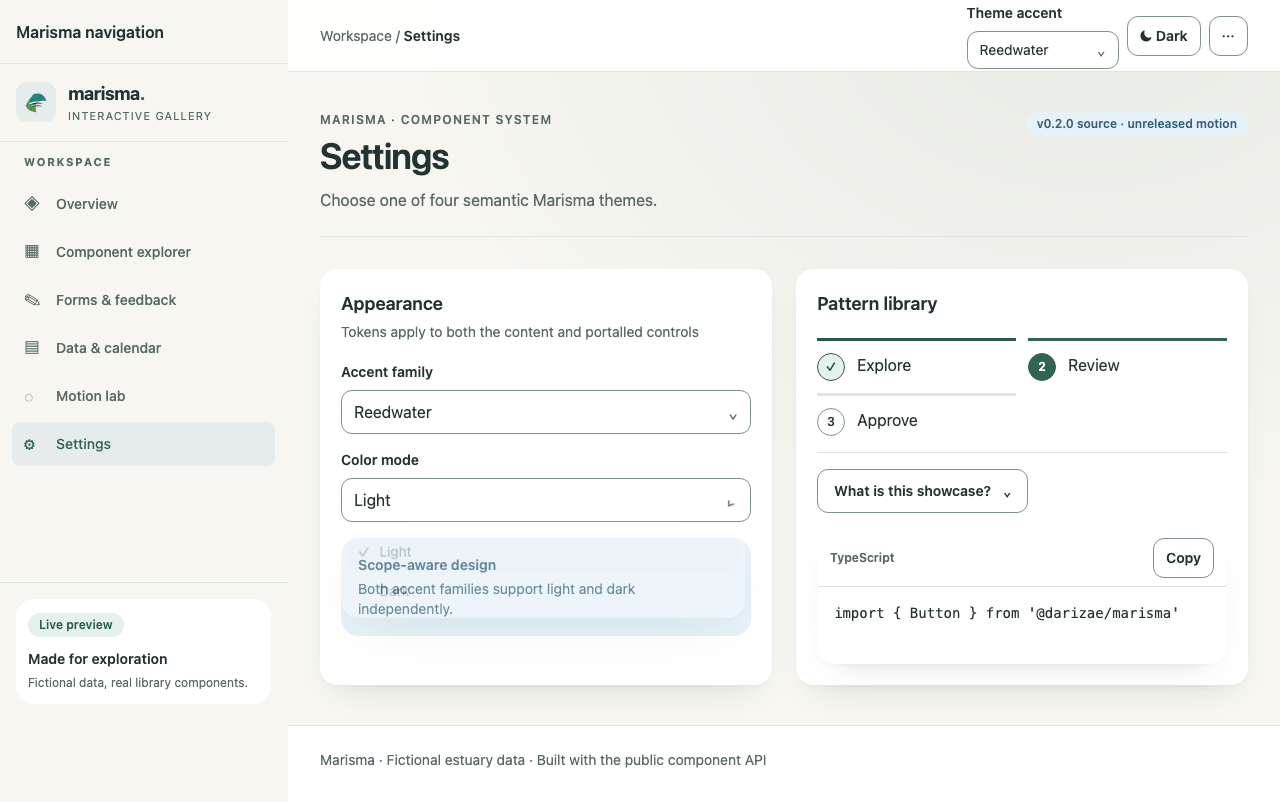 Marisma navigation
marisma.
INTERACTIVE GALLERY
WORKSPACE
Overview
Component explorer
Forms & feedback
Data & calendar
Motion lab
Settings
Live preview
Made for exploration
Fictional data, real library components.
Workspace / Settings
Theme accent
Reedwater
Dark
···
MARISMA · COMPONENT SYSTEM
v0.2.0 source · unreleased motion
Settings
Choose one of four semantic Marisma themes.
Appearance
Tokens apply to both the content and portalled controls
Accent family
Reedwater
Color mode
Light
Light
Scope-aware design
Both accent families support light and dark
Dark
independently.
Pattern library
Explore
2 Review
3 Approve
What is this showcase?
TypeScript
Copy
import { Button } from '@darizae/marisma'
Marisma · Fictional estuary data · Built with the public component API